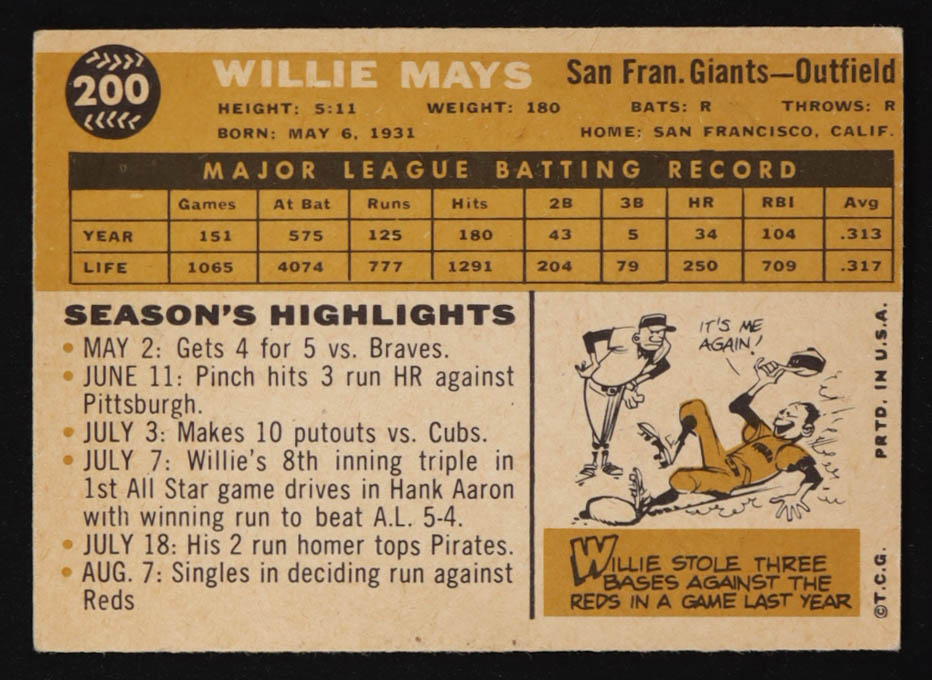 200
WILLIE MAYS San Fran. Giants—Outfield
HEIGHT: 5:11 WEIGHT: 180 BATS: R THROWS: R
BORN: MAY 6, 1931 HOME: SAN FRANCISCO, CALIF.
MAJOR LEAGUE BATTING RECORD
Games At Bat Runs Hits 2B 3B HR RBI Avg
YEAR 151 575 125 180 43 5 34 104 .313
LIFE 1065 4074 777 1291 204 79 250 709 .317
SEASON'S HIGHLIGHTS
• MAY 2: Gets 4 for 5 vs. Braves.
• JUNE 11: Pinch hits 3 run HR against
Pittsburgh.
• JULY 3: Makes 10 putouts vs. Cubs.
• JULY 7: Willie's 8th inning triple in
1st All Star game drives in Hank Aaron
with winning run to beat A.L. 5-4.
• JULY 18: His 2 run homer tops Pirates.
• AUG. 7: Singles in deciding run against
Reds
IT'S ME
AGAIN!
WILLIE STOLE THREE
BASES AGAINST THE
REDS IN A GAME LAST YEAR
©T.C.G. PRTD. IN U.S.A.